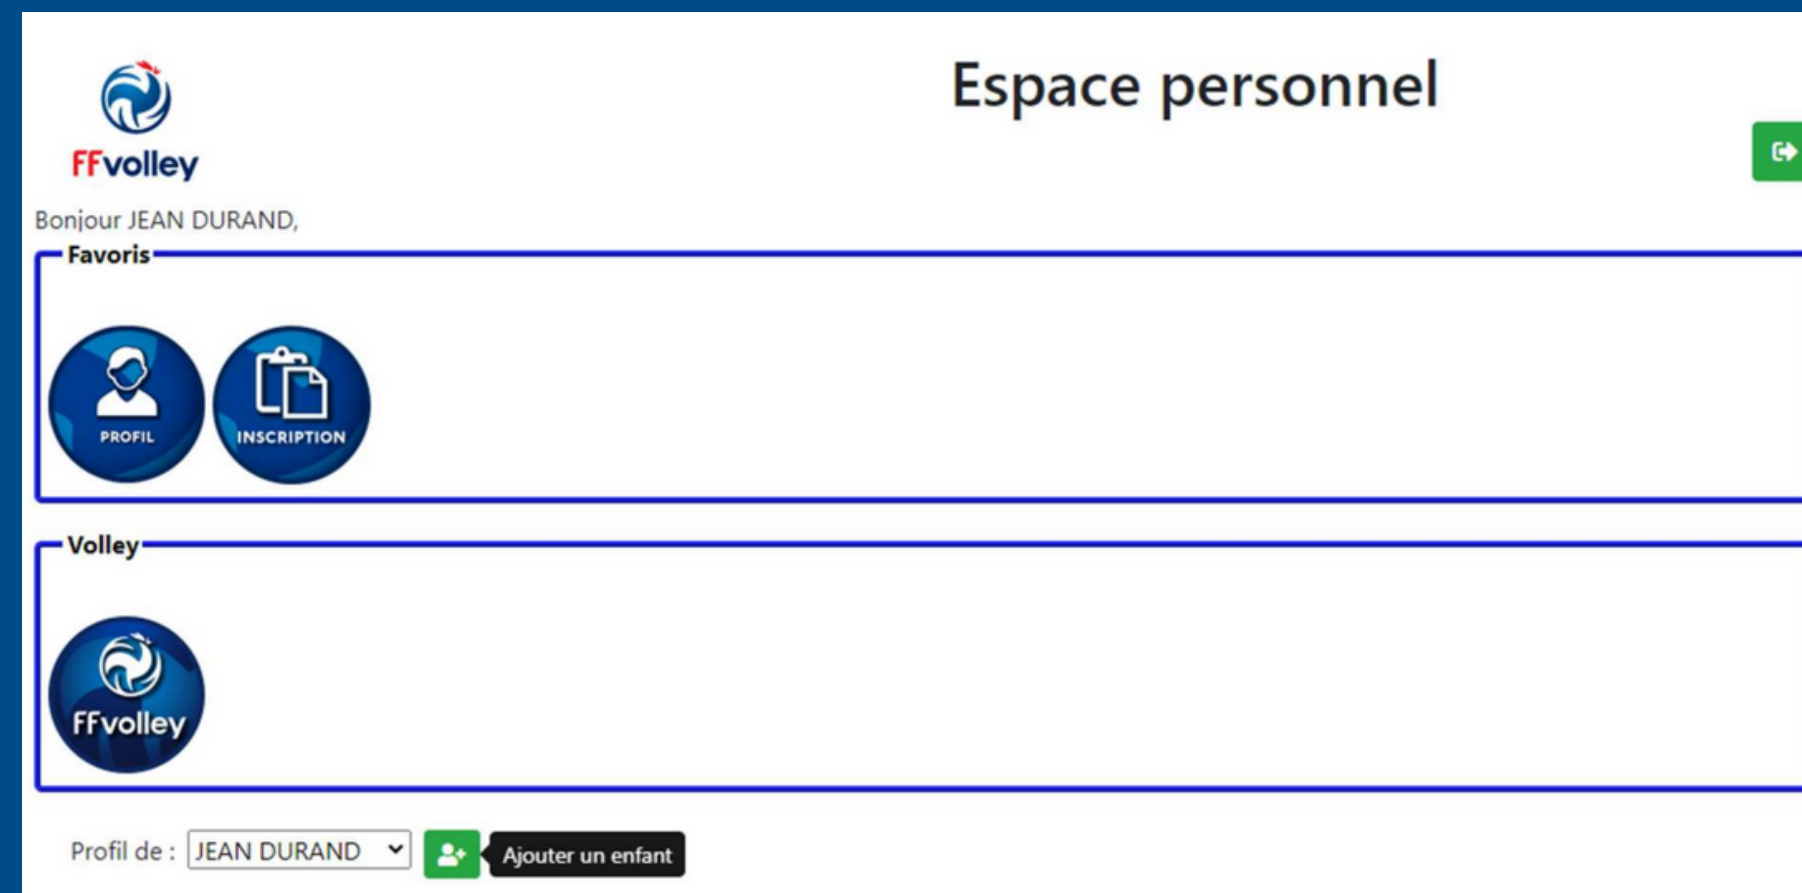 Espace personnel
FFvolley
Bonjour JEAN DURAND,
Favoris
PROFIL
INSCRIPTION
Volley
FFvolley
Profil de : JEAN DURAND
Ajouter un enfant